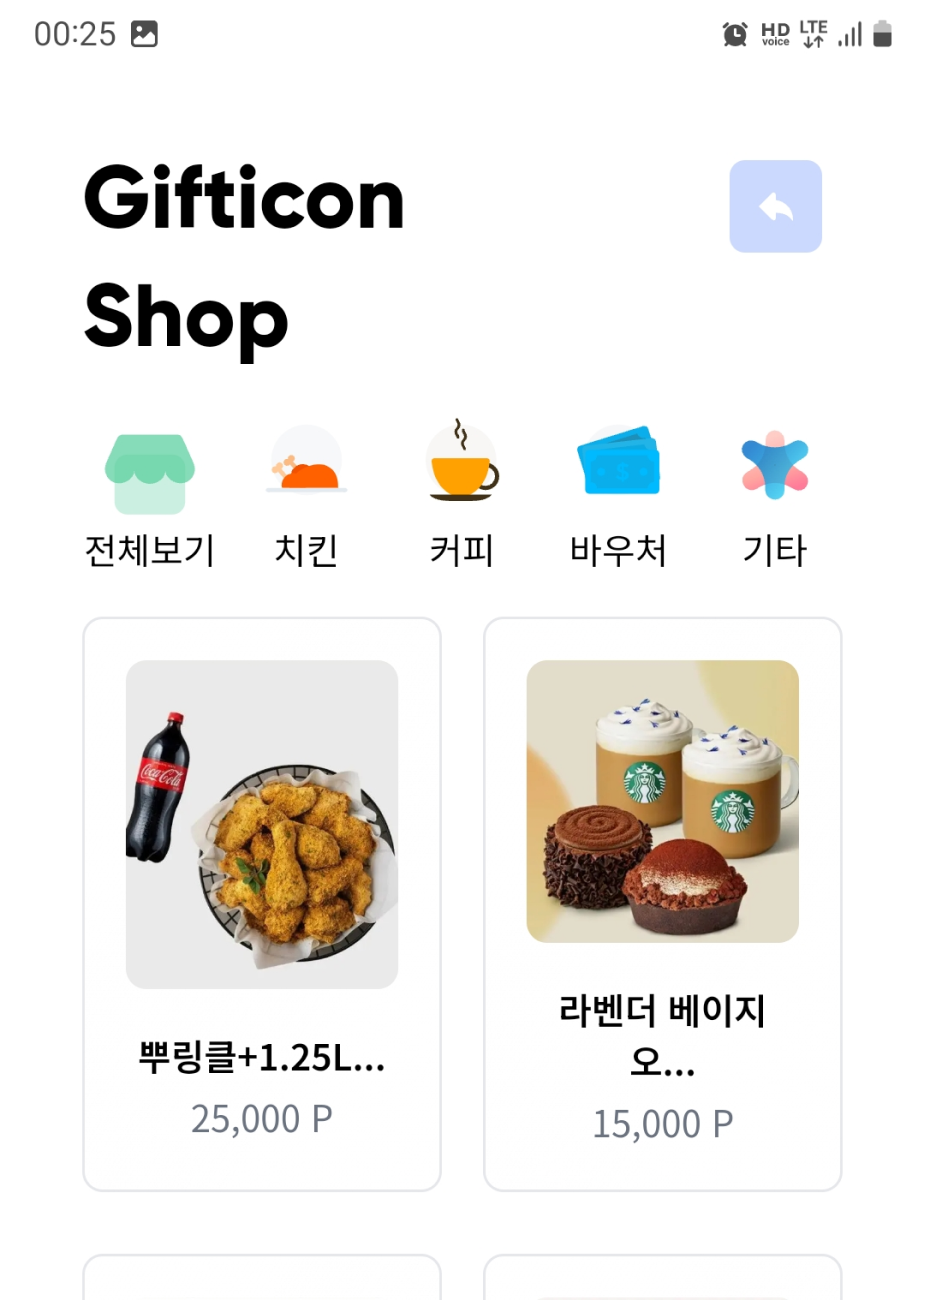 00:25
HD voice LTE
Gifticon
Shop
전체보기 치킨 커피 바우처 기타
Coca-Cola
뿌링클+1.25L...
25,000 P
라벤더 베이지
오...
15,000 P